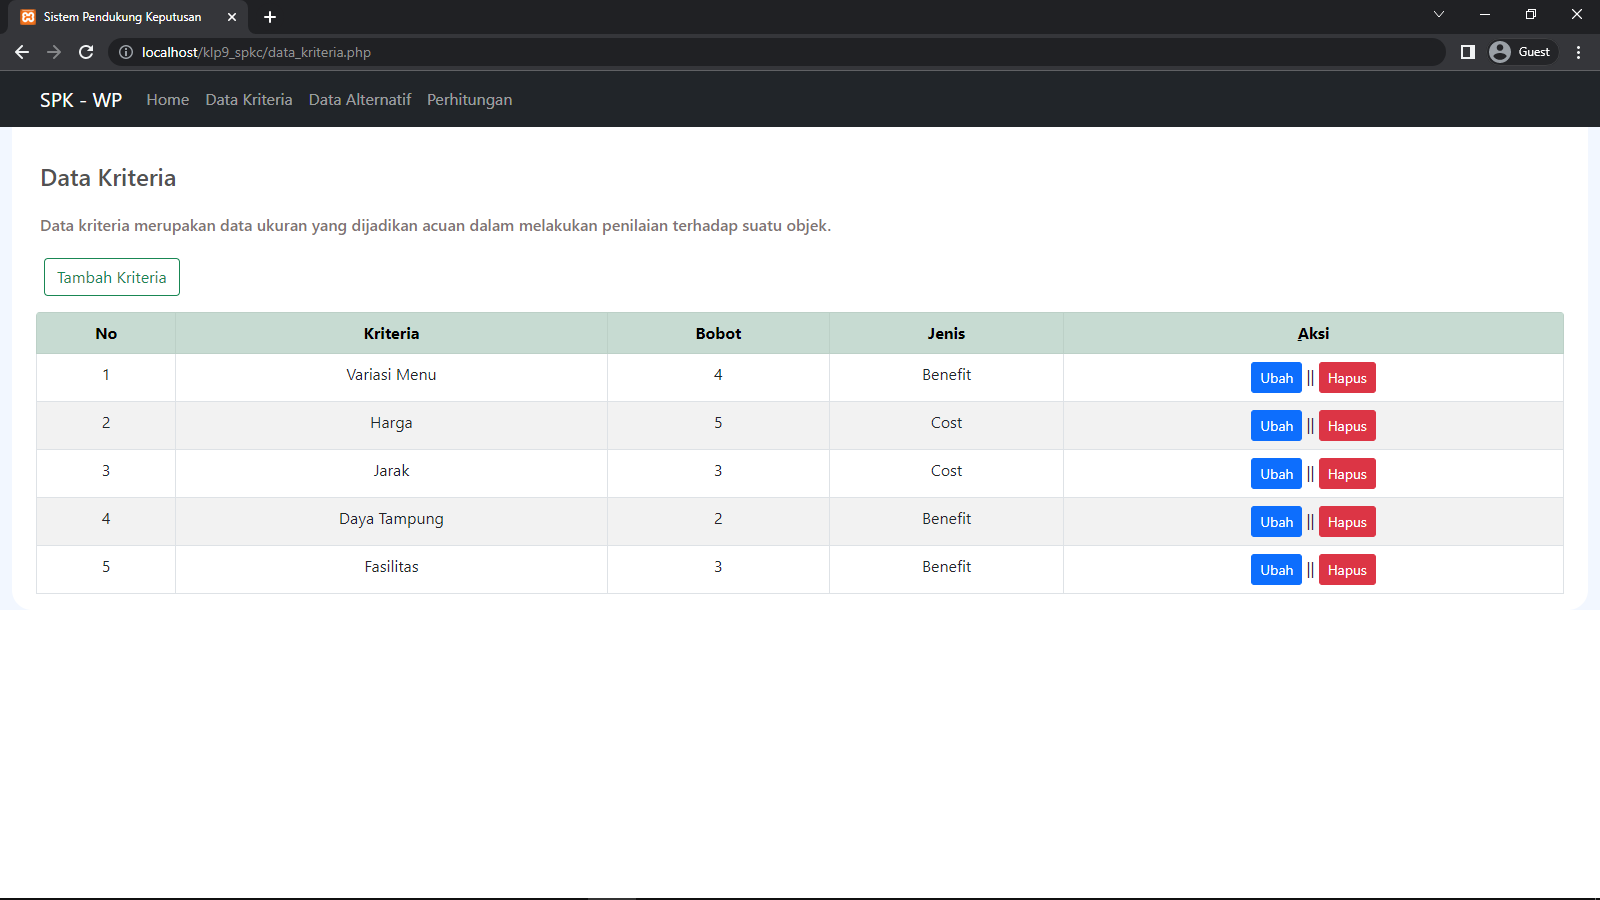 Sistem Pendukung Keputusan
localhost/klp9_spkc/data_kriteria.php
Guest
SPK - WP Home Data Kriteria Data Alternatif Perhitungan
Data Kriteria
Data kriteria merupakan data ukuran yang dijadikan acuan dalam melakukan penilaian terhadap suatu objek.
Tambah Kriteria
No Kriteria Bobot Jenis Aksi
1 Variasi Menu 4 Benefit Ubah || Hapus
2 Harga 5 Cost Ubah || Hapus
3 Jarak 3 Cost Ubah || Hapus
4 Daya Tampung 2 Benefit Ubah || Hapus
5 Fasilitas 3 Benefit Ubah || Hapus